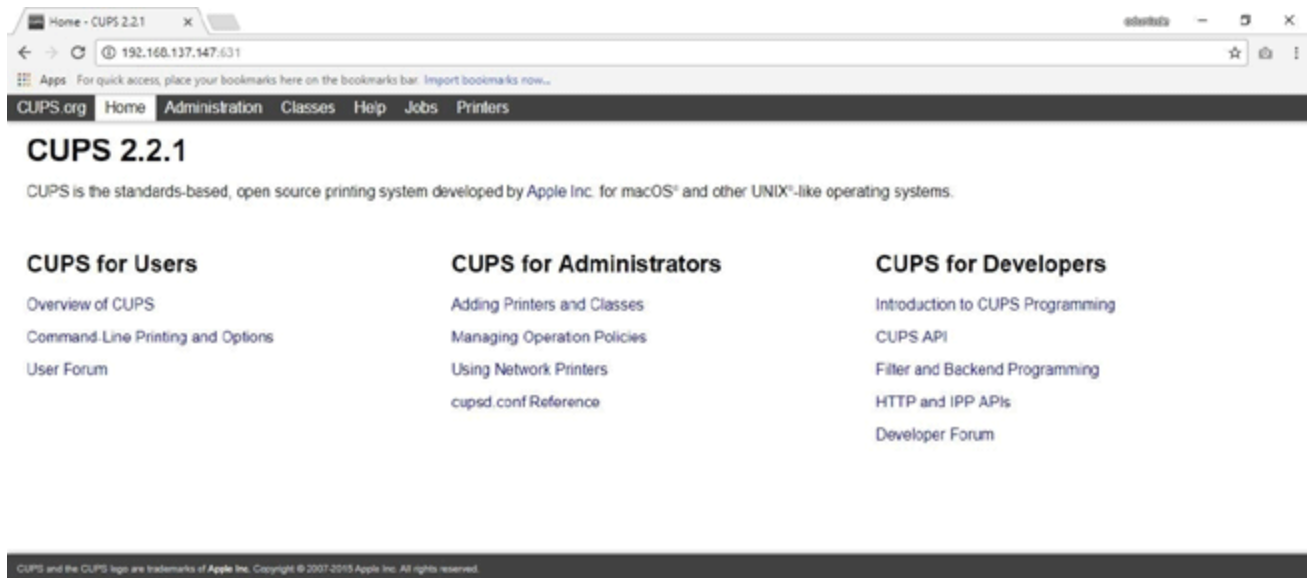 Home - CUPS 2.2.1
192.168.137.147:631
Apps For quick access, place your bookmarks here on the bookmarks bar. Import bookmarks now...
CUPS.org Home Administration Classes Help Jobs Printers
CUPS 2.2.1
CUPS is the standards-based, open source printing system developed by Apple Inc. for macOS® and other UNIX®-like operating systems.
CUPS for Users
Overview of CUPS
Command-Line Printing and Options
User Forum
CUPS for Administrators
Adding Printers and Classes
Managing Operation Policies
Using Network Printers
cupsd.conf Reference
CUPS for Developers
Introduction to CUPS Programming
CUPS API
Filter and Backend Programming
HTTP and IPP APIs
Developer Forum
CUPS and the CUPS logo are trademarks of Apple Inc. Copyright © 2007-2015 Apple Inc. All rights reserved.